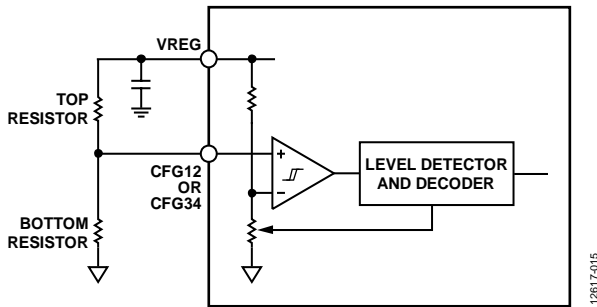 VREG
TOP
RESISTOR
CFG12
OR
CFG34
+
−
LEVEL DETECTOR
AND DECODER
BOTTOM
RESISTOR
12617-015